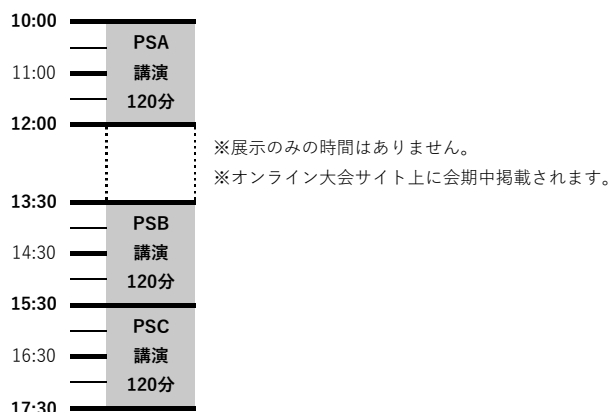 10:00
PSA
11:00 講演
120分
12:00
※展示のみの時間はありません。
※オンライン大会サイト上に会期中掲載されます。
13:30
PSB
14:30 講演
120分
15:30
PSC
16:30 講演
120分
17:30